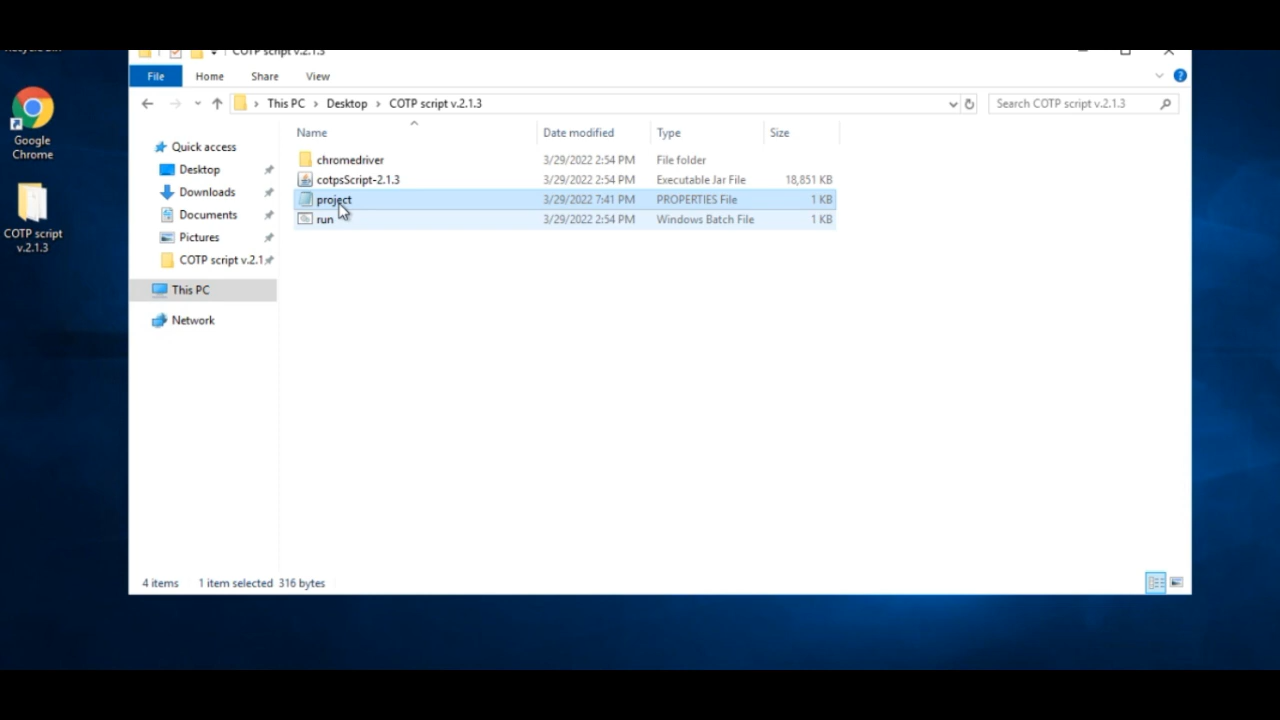 COTP script v.2.1.3
File Home Share View
This PC Desktop COTP script v.2.1.3
Search COTP script v.2.1.3
Name Date modified Type Size
Google
Chrome
COTP script
v.2.1.3
Quick access
Desktop
Downloads
Documents
Pictures
COTP script v.2.1
This PC
Network
chromedriver 3/29/2022 2:54 PM File folder
cotpsScript-2.1.3 3/29/2022 2:54 PM Executable Jar File 18,851 KB
project 3/29/2022 7:41 PM PROPERTIES File 1 KB
run 3/29/2022 2:54 PM Windows Batch File 1 KB
4 items 1 item selected 316 bytes